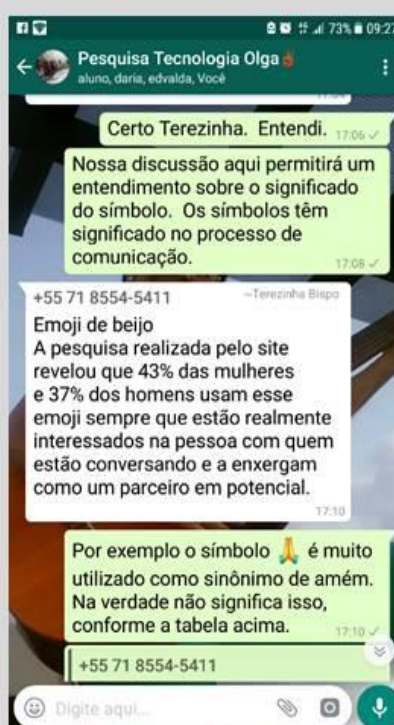 73% 09:27
Pesquisa Tecnologia Olga
aluno, daria, edvalda, Você
Certo Terezinha. Entendi. 17:06
Nossa discussão aqui permitirá um
entendimento sobre o significado
do símbolo. Os símbolos têm
significado no processo de
comunicação. 17:08
+55 71 8554-5411 ~Terezinha Bispo
Emoji de beijo
A pesquisa realizada pelo site
revelou que 43% das mulheres
e 37% dos homens usam esse
emoji sempre que estão realmente
interessados na pessoa com quem
estão conversando e a enxergam
como um parceiro em potencial.
17:10
Por exemplo o símbolo 🙏 é muito
utilizado como sinônimo de amém.
Na verdade não significa isso,
conforme a tabela acima. 17:10
+55 71 8554-5411
Digite aqui...